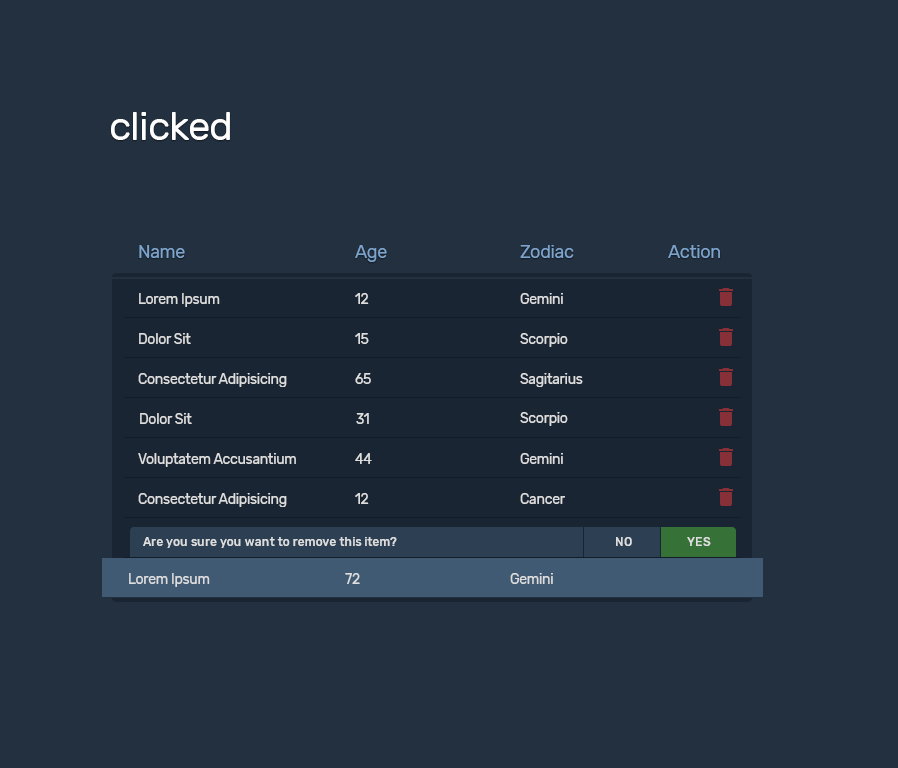 clicked
Name Age Zodiac Action
Lorem Ipsum 12 Gemini
Dolor Sit 15 Scorpio
Consectetur Adipisicing 65 Sagitarius
Dolor Sit 31 Scorpio
Voluptatem Accusantium 44 Gemini
Consectetur Adipisicing 12 Cancer
Are you sure you want to remove this item? NO YES
Lorem Ipsum 72 Gemini